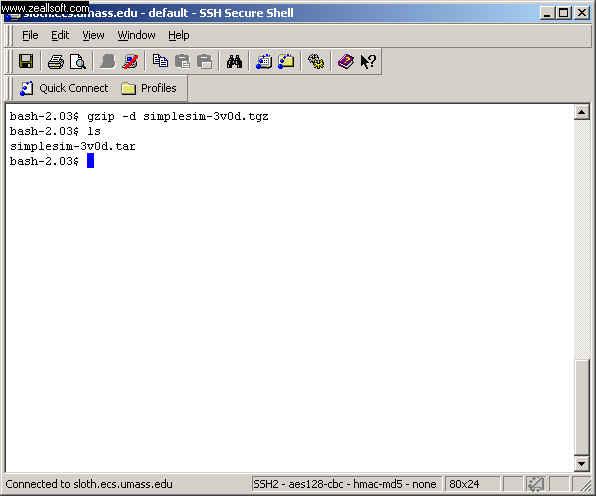 www.zeallsoft.com
sloth.ecs.umass.edu - default - SSH Secure Shell
File Edit View Window Help
Quick Connect Profiles
bash-2.03$ gzip -d simplesim-3v0d.tgz
bash-2.03$ ls
simplesim-3v0d.tar
bash-2.03$
Connected to sloth.ecs.umass.edu SSH2 - aes128-cbc - hmac-md5 - none 80x24